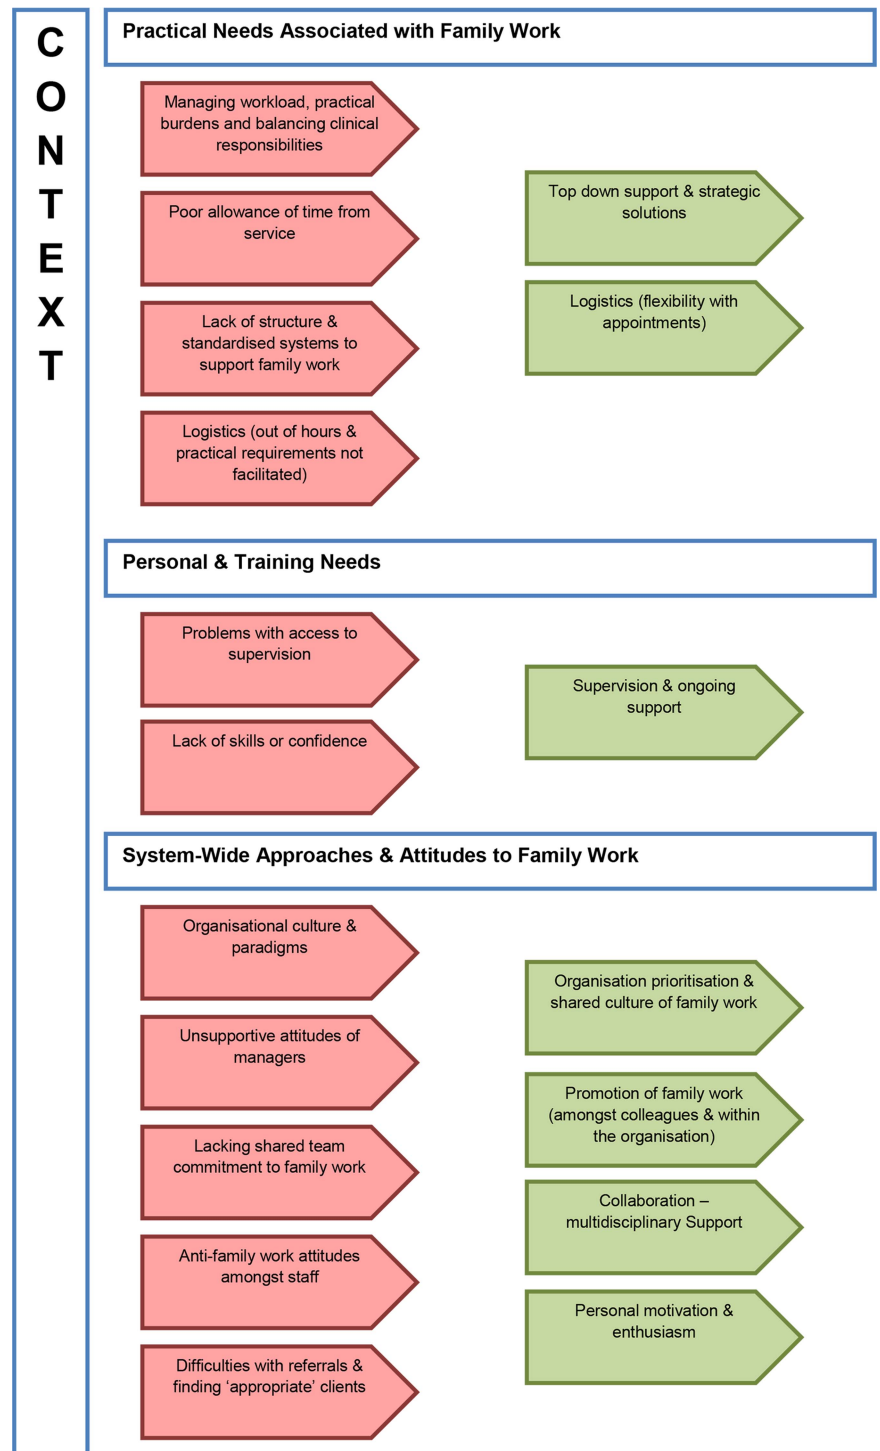 C
O
N
T
E
X
T
Practical Needs Associated with Family Work
Managing workload, practical
burdens and balancing clinical
responsibilities
Poor allowance of time from
service
Lack of structure &
standardised systems to
support family work
Logistics (out of hours &
practical requirements not
facilitated)
Top down support & strategic
solutions
Logistics (flexibility with
appointments)
Personal & Training Needs
Problems with access to
supervision
Lack of skills or confidence
Supervision & ongoing
support
System-Wide Approaches & Attitudes to Family Work
Organisational culture &
paradigms
Unsupportive attitudes of
managers
Lacking shared team
commitment to family work
Anti-family work attitudes
amongst staff
Difficulties with referrals &
finding ‘appropriate’ clients
Organisation prioritisation &
shared culture of family work
Promotion of family work
(amongst colleagues & within
the organisation)
Collaboration –
multidisciplinary Support
Personal motivation &
enthusiasm